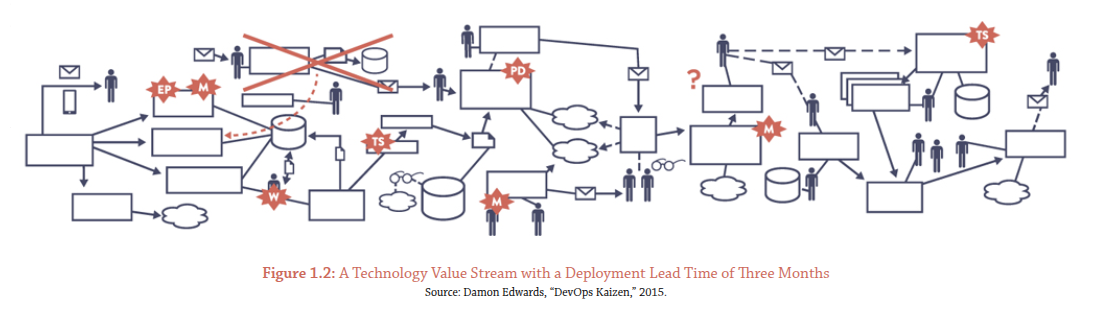 TS
EP
M
PD
?
M
TS
W
M
Figure 1.2: A Technology Value Stream with a Deployment Lead Time of Three Months
Source: Damon Edwards, “DevOps Kaizen,” 2015.